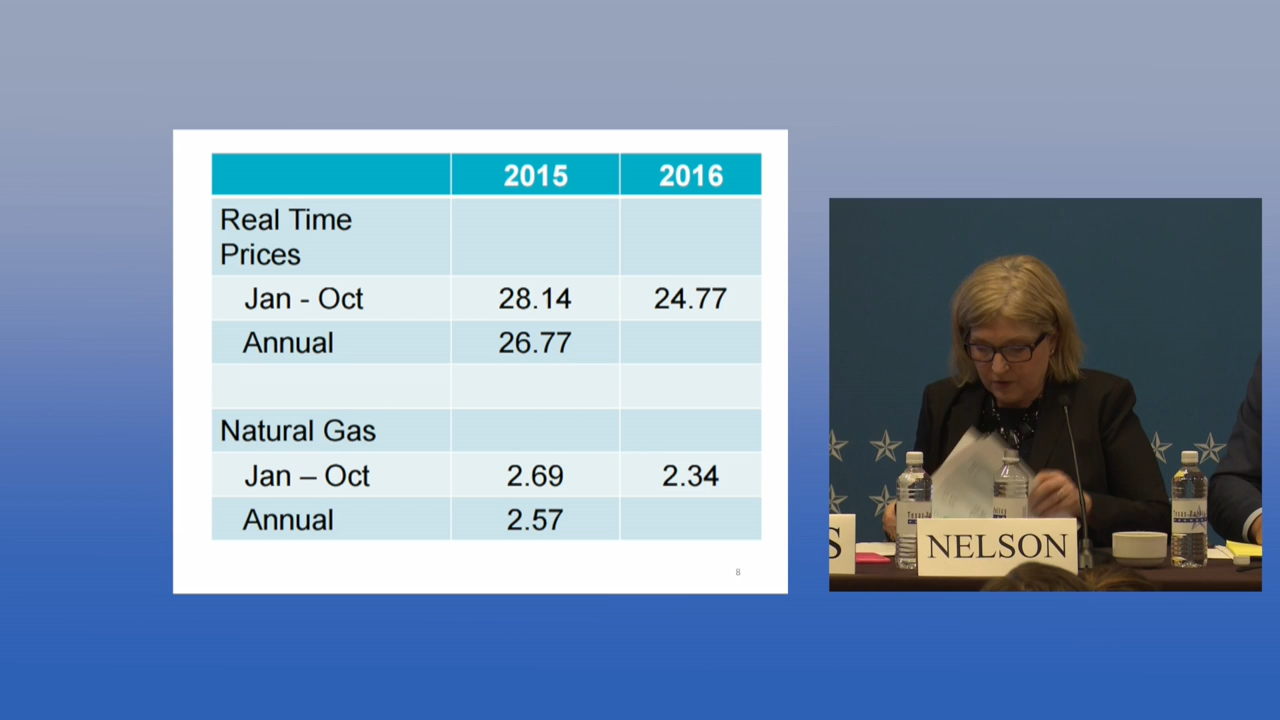 2015 2016
Real Time
Prices
Jan - Oct 28.14 24.77
Annual 26.77
Natural Gas
Jan – Oct 2.69 2.34
Annual 2.57
8
S
NELSON